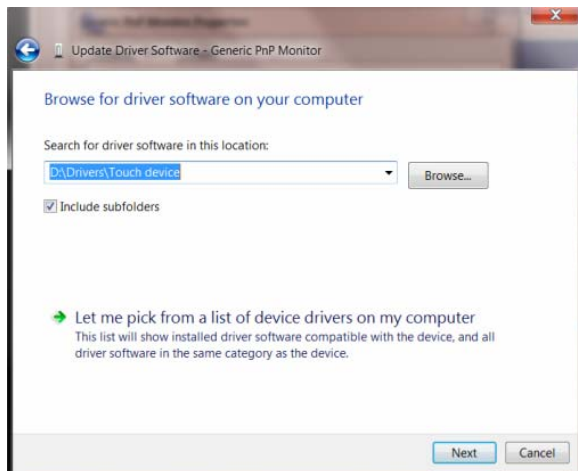 Update Driver Software - Generic PnP Monitor
Browse for driver software on your computer
Search for driver software in this location:
D:\Drivers\Touch device
Browse...
Include subfolders
Let me pick from a list of device drivers on my computer
This list will show installed driver software compatible with the device, and all
driver software in the same category as the device.
Next
Cancel